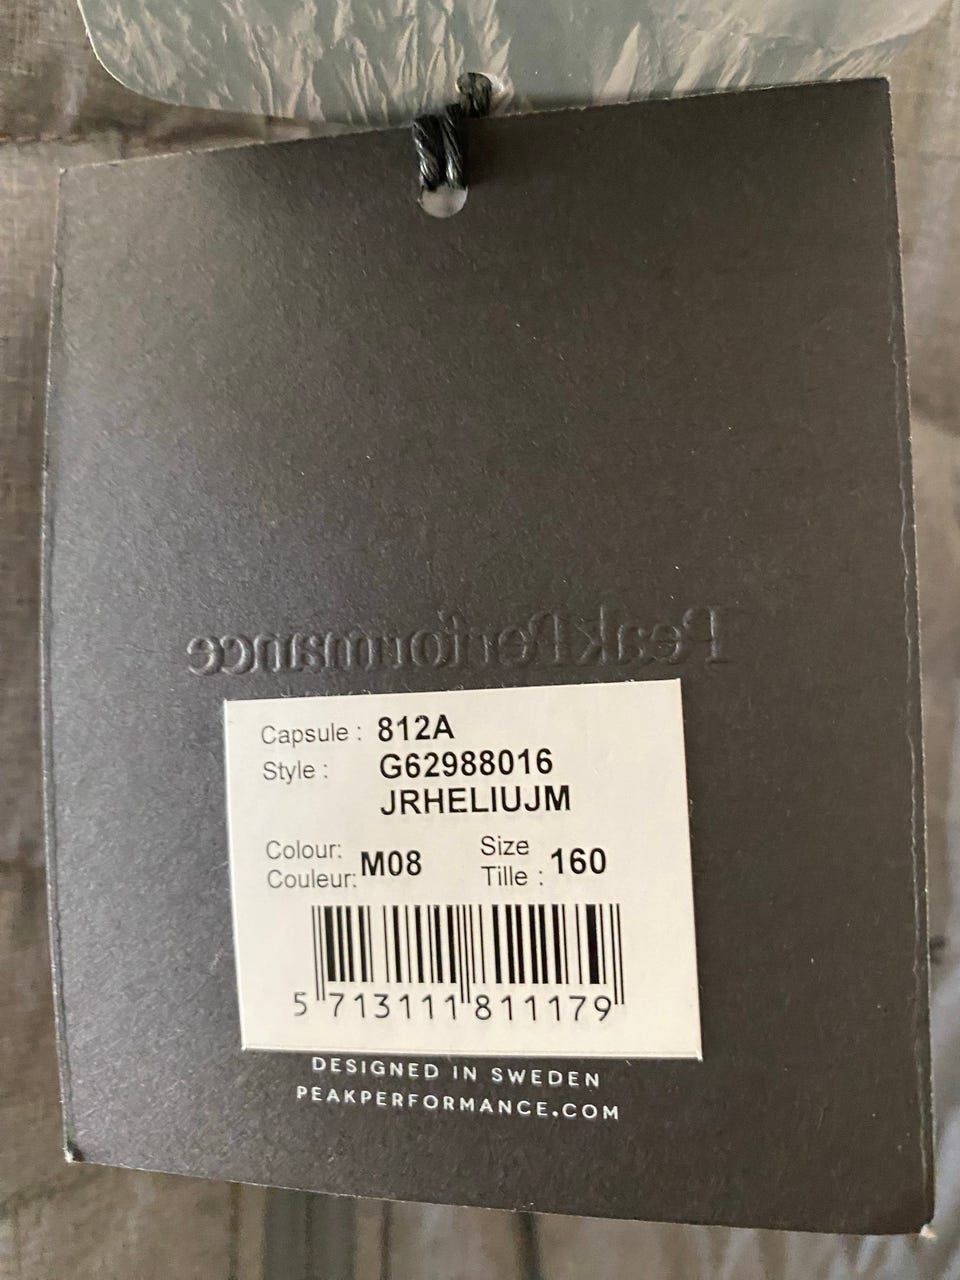 PeakPerformance
Capsule : 812A
Style : G62988016
JRHELIUJM
Colour:
Couleur: M08
Size
Tille : 160
5 713111 811179
DESIGNED IN SWEDEN
PEAKPERFORMANCE.COM